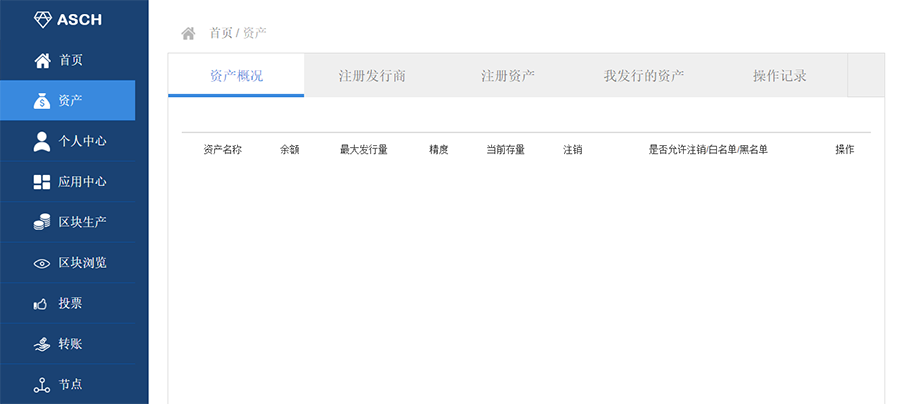 ASCH
首页
资产
个人中心
应用中心
区块生产
区块浏览
投票
转账
节点
首页 / 资产
资产概况 注册发行商 注册资产 我发行的资产 操作记录
资产名称 余额 最大发行量 精度 当前存量 注销 是否允许注销/白名单/黑名单 操作